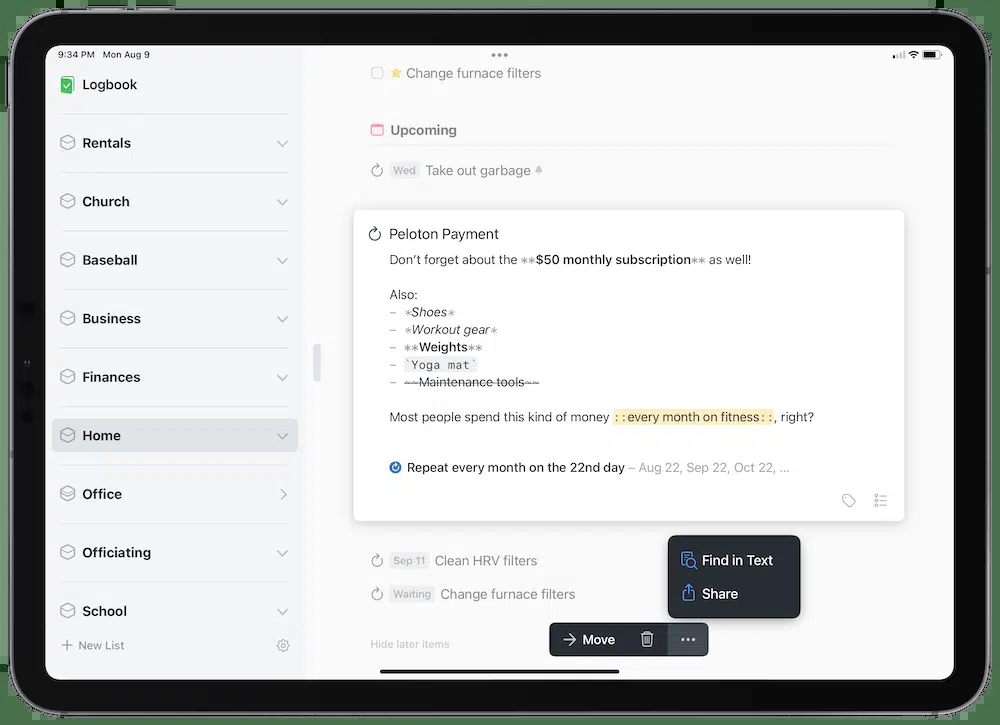 9:34 PM Mon Aug 9
Logbook
Rentals
Church
Baseball
Business
Finances
Home
Office
Officiating
School
New List
⭐ Change furnace filters
Upcoming
Wed Take out garbage
Peloton Payment
Don’t forget about the **$50 monthly subscription** as well!
Also:
– *Shoes*
– *Workout gear*
– **Weights**
– `Yoga mat`
– ~~Maintenance tools~~
Most people spend this kind of money ::every month on fitness::, right?
Repeat every month on the 22nd day – Aug 22, Sep 22, Oct 22, ...
Sep 11 Clean HRV filters
Waiting Change furnace filters
Hide later items
Find in Text
Share
Move